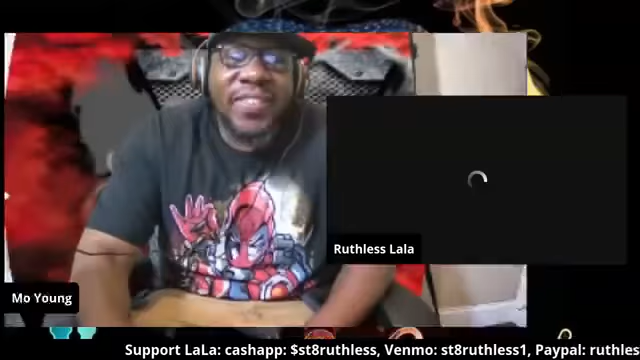 Ruthless Lala
Mo Young
Support LaLa: cashapp: $st8ruthless, Venmo: st8ruthless1, Paypal: ruthles